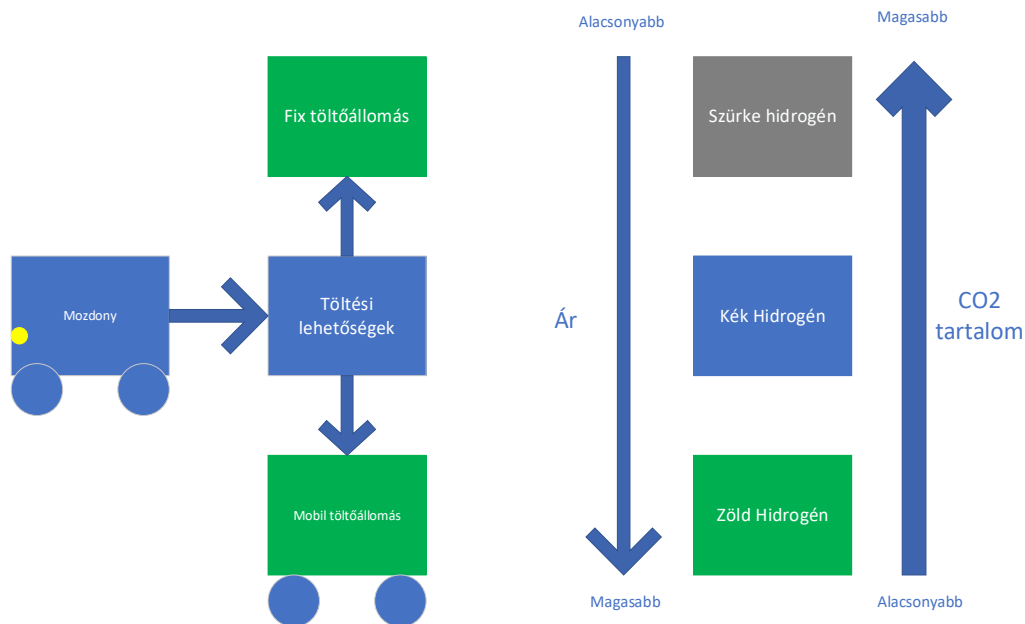 Fix töltőállomás
Mozdony
Töltési
lehetőségek
Mobil töltőállomás
Alacsonyabb
Ár
Magasabb
Szürke hidrogén
Kék Hidrogén
Zöld Hidrogén
Magasabb
CO2
tartalom
Alacsonyabb